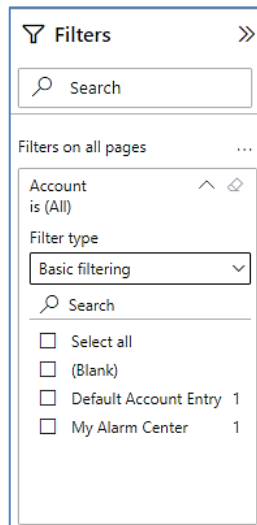 Filters
Search
Filters on all pages ...
Account
is (All)
Filter type
Basic filtering
Search
Select all
(Blank)
Default Account Entry 1
My Alarm Center 1